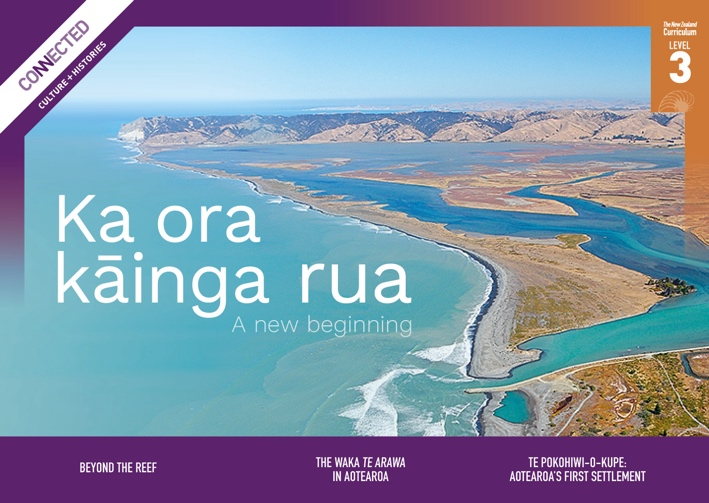 CONNECTED
CULTURE + HISTORIES
The New Zealand
Curriculum
LEVEL
3
Ka ora
kāinga rua
A new beginning
BEYOND THE REEF
THE WAKA TE ARAWA
IN AOTEAROA
TE POKOHIWI-O-KUPE:
AOTEAROA'S FIRST SETTLEMENT